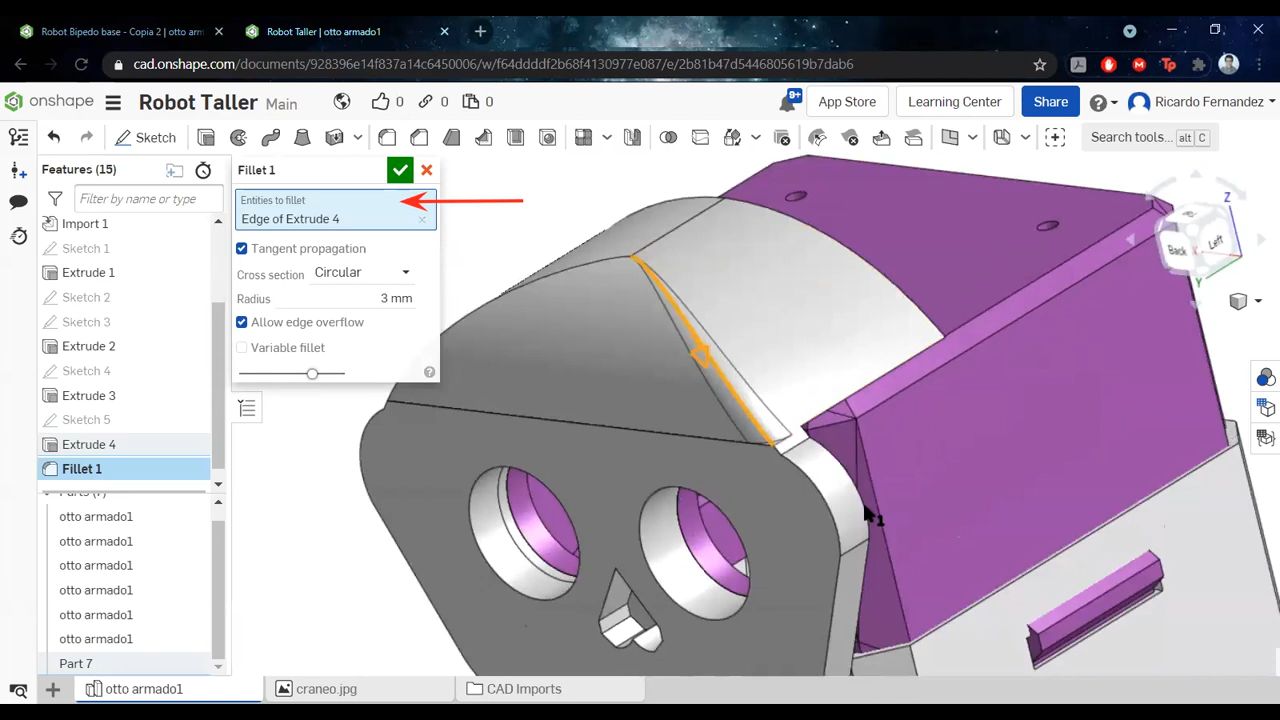 Robot Bipedo base - Copia 2 | otto arm
Robot Taller | otto armado1
cad.onshape.com/documents/928396e14f837a14c6450006/w/f64ddddf2b68f4130977e087/e/2b81b47d5446805619b7dab6
onshape
Robot Taller Main
0
0
0
9+
App Store
Learning Center
Share
Ricardo Fernandez
Sketch
Search tools... alt C
Features (15)
Filter by name or type
Import 1
Sketch 1
Extrude 1
Sketch 2
Sketch 3
Extrude 2
Sketch 4
Extrude 3
Sketch 5
Extrude 4
Fillet 1
Parts (7)
otto armado1
otto armado1
otto armado1
otto armado1
otto armado1
otto armado1
Part 7
Fillet 1
Entities to fillet
Edge of Extrude 4
Tangent propagation
Cross section Circular
Radius 3 mm
Allow edge overflow
Variable fillet
Z
Back
Left
X
Y
1
otto armado1
craneo.jpg
CAD Imports